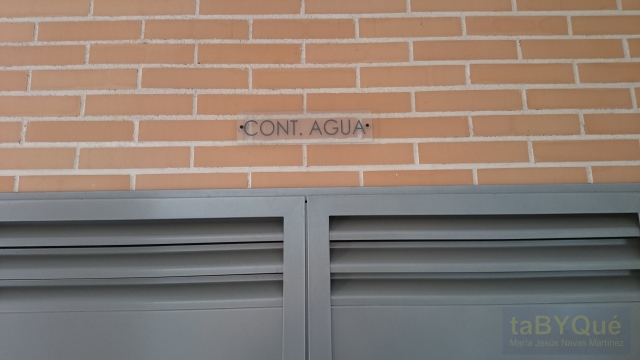 CONT. AGUA
taBYQué
María Jesús Nevas Martínez